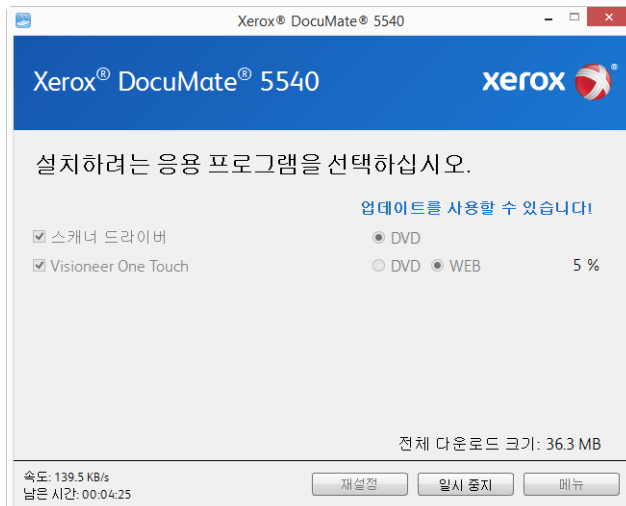 Xerox® DocuMate® 5540
Xerox® DocuMate® 5540
xerox
설치하려는 응용 프로그램을 선택하십시오.
업데이트를 사용할 수 있습니다!
스캐너 드라이버 DVD
Visioneer One Touch DVD WEB 5 %
전체 다운로드 크기: 36.3 MB
속도: 139.5 KB/s
남은 시간: 00:04:25
재설정 일시 중지 메뉴